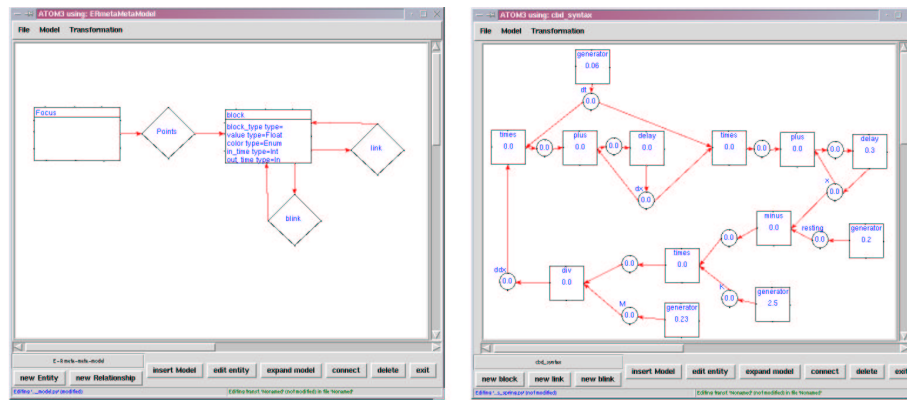 ATOM3 using: ERmetaMetaModel
File Model Transformation
Focus
Points
block
block_type type=
value type=Float
color type=Enum
in_time type=Int
out_time type=In
link
blink
E-R meta-meta-model
new Entity
new Relationship
insert Model
edit entity
expand model
connect
delete
exit
ATOM3 using: cbd_syntax
File Model Transformation
generator
0.06
dt
0.0
times
0.0
0.0
plus
0.0
0.0
delay
0.0
dx
0.0
times
0.0
0.0
plus
0.0
0.0
delay
0.3
x
0.0
minus
0.0
resting
0.0
generator
0.2
0.0
times
0.0
K
0.0
generator
2.5
0.0
div
0.0
M
0.0
generator
0.23
ddx
0.0
cbd_syntax
new block
new link
new blink
insert Model
edit entity
expand model
connect
delete
exit